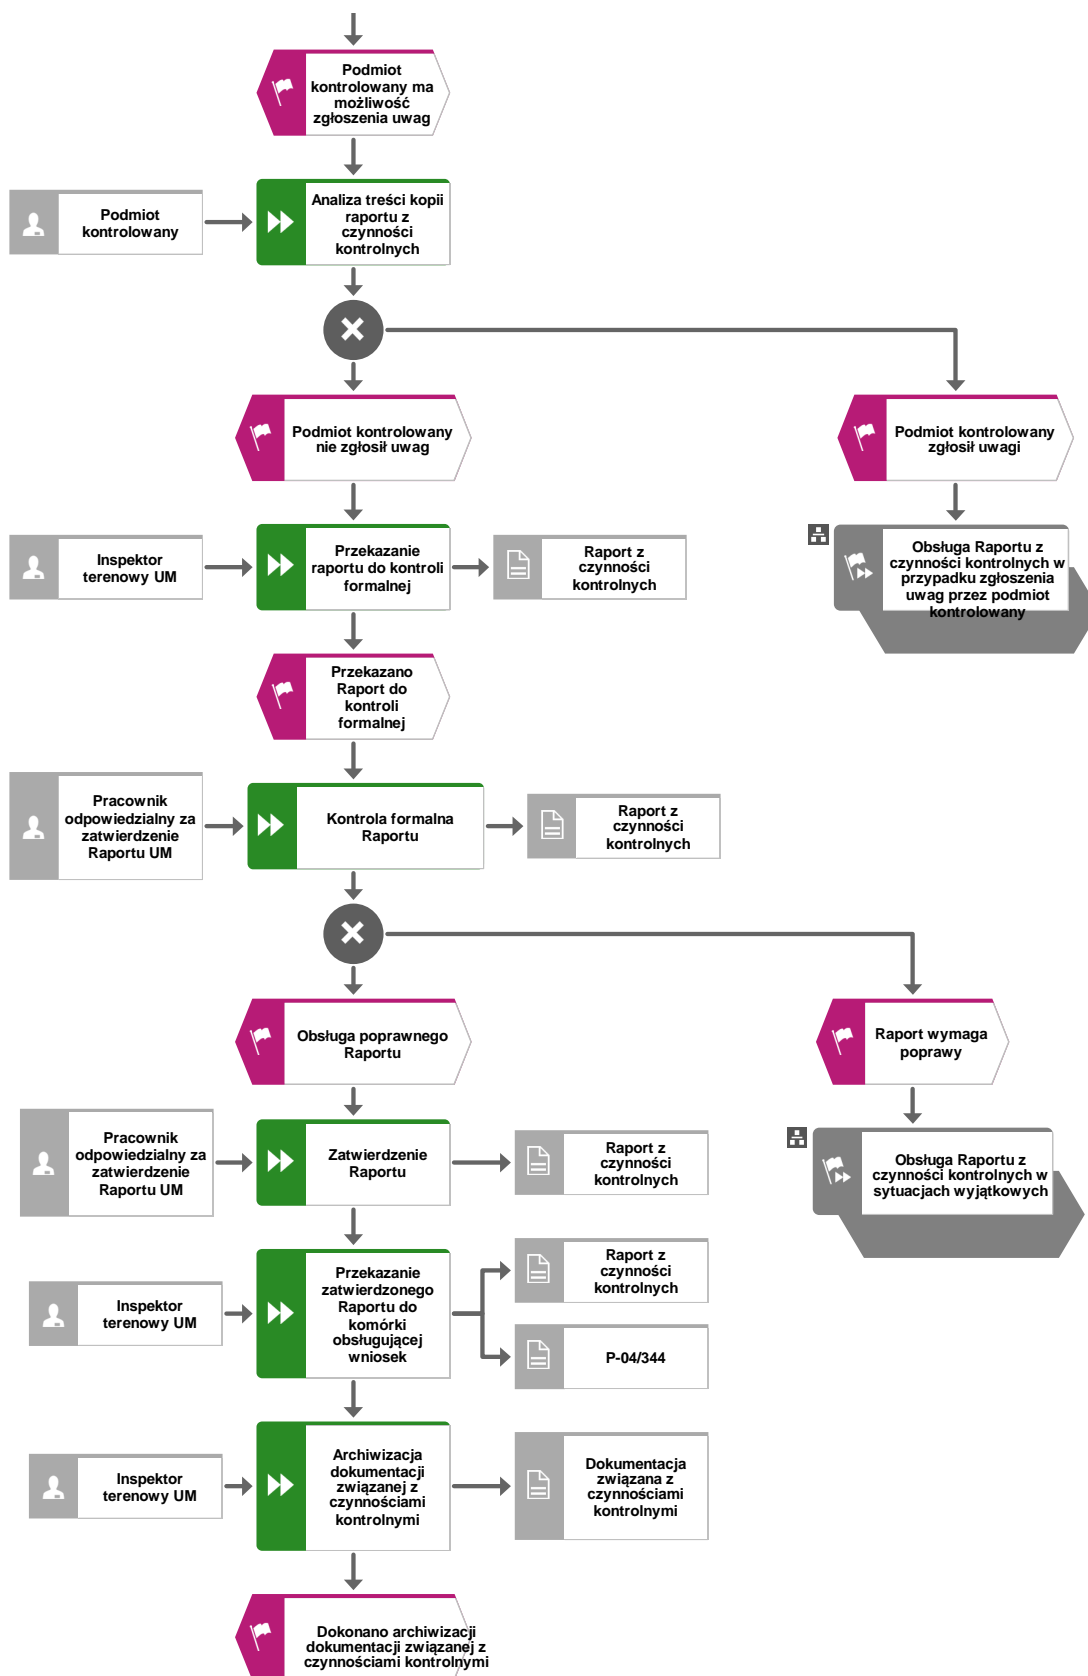 Podmiot
kontrolowany ma
możliwość
zgłoszenia uwag
Podmiot
kontrolowany
Analiza treści kopii
raportu z
czynności
kontrolnych
Podmiot kontrolowany
nie zgłosił uwag
Podmiot kontrolowany
zgłosił uwagi
Inspektor
terenowy UM
Przekazanie
raportu do kontroli
formalnej
Raport z
czynności
kontrolnych
Obsługa Raportu z
czynności kontrolnych w
przypadku zgłoszenia
uwag przez podmiot
kontrolowany
Przekazano
Raport do
kontroli
formalnej
Pracownik
odpowiedzialny za
zatwierdzenie
Raportu UM
Kontrola formalna
Raportu
Raport z
czynności
kontrolnych
Obsługa poprawnego
Raportu
Raport wymaga
poprawy
Pracownik
odpowiedzialny za
zatwierdzenie
Raportu UM
Zatwierdzenie
Raportu
Raport z
czynności
kontrolnych
Obsługa Raportu z
czynności kontrolnych w
sytuacjach wyjątkowych
Inspektor
terenowy UM
Przekazanie
zatwierdzonego
Raportu do
komórki
obsługującej
wniosek
Raport z
czynności
kontrolnych
P-04/344
Inspektor
terenowy UM
Archiwizacja
dokumentacji
związanej z
czynnościami
kontrolnymi
Dokumentacja
związana z
czynnościami
kontrolnymi
Dokonano archiwizacji
dokumentacji związanej z
czynnościami kontrolnymi